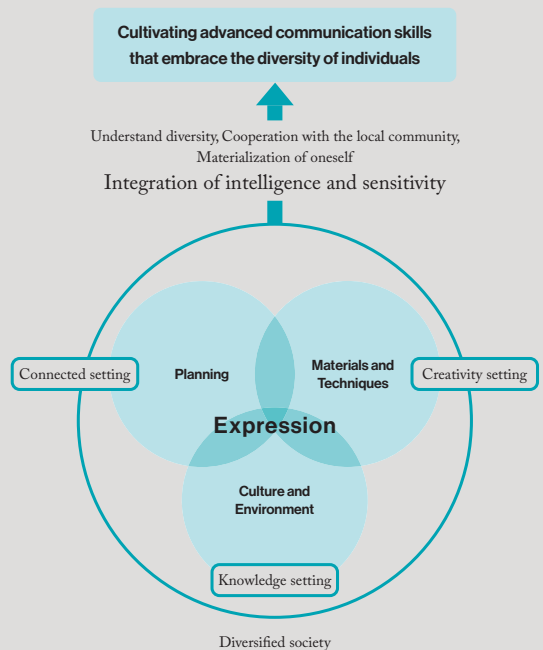 Cultivating advanced communication skills
that embrace the diversity of individuals
Understand diversity, Cooperation with the local community,
Materialization of oneself
Integration of intelligence and sensitivity
Connected setting
Planning
Materials and
Techniques
Creativity setting
Expression
Culture and
Environment
Knowledge setting
Diversified society